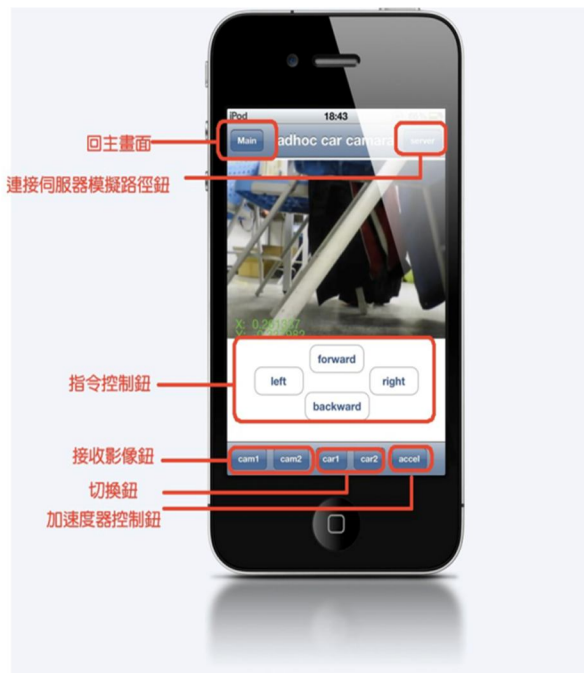 iPod 18:43
回主畫面
Main adhoc car camara server
連接伺服器模擬路徑鈕
X: 0.261337
指令控制鈕
forward
left right
backward
接收影像鈕
cam1 cam2 car1 car2 accel
切換鈕
加速度器控制鈕